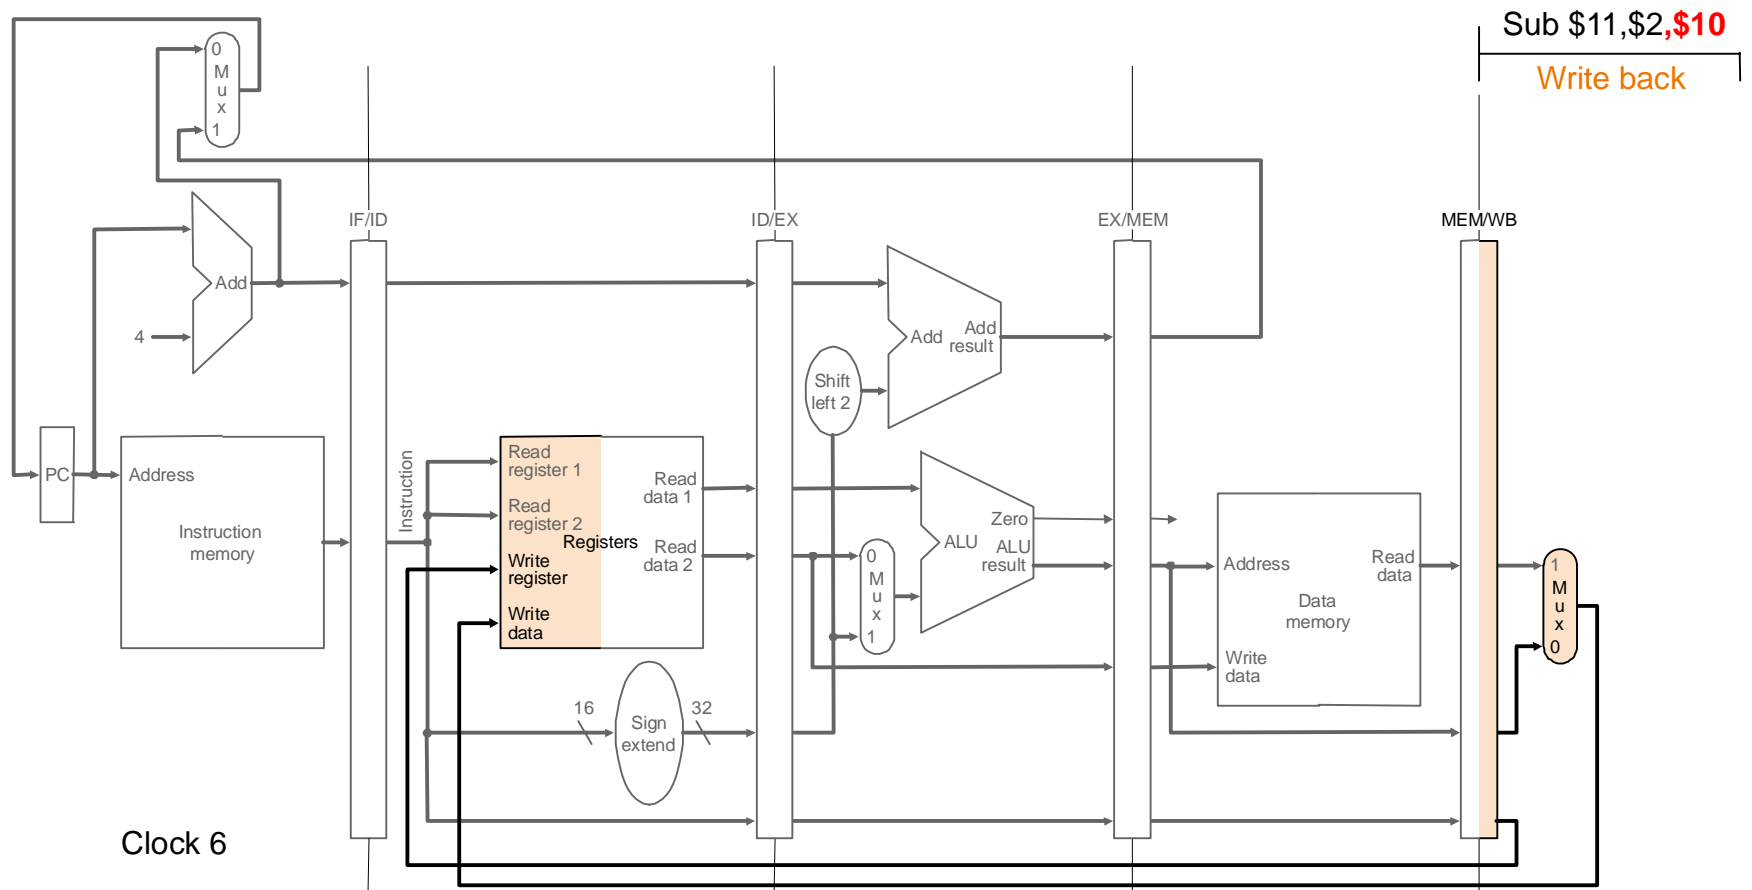 Sub $11,$2,$10
Write back
0
M
u
x
1
IF/ID
ID/EX
EX/MEM
MEM/WB
Add
4
Add
Add
result
Shift
left 2
PC
Address
Instruction
memory
Instruction
Read
register 1
Read
register 2
Write
register
Write
data
Registers
Read
data 1
Read
data 2
0
M
u
x
1
Zero
ALU
ALU
result
Address
Read
data
Data
memory
Write
data
1
M
u
x
0
16
Sign
extend
32
Clock 6